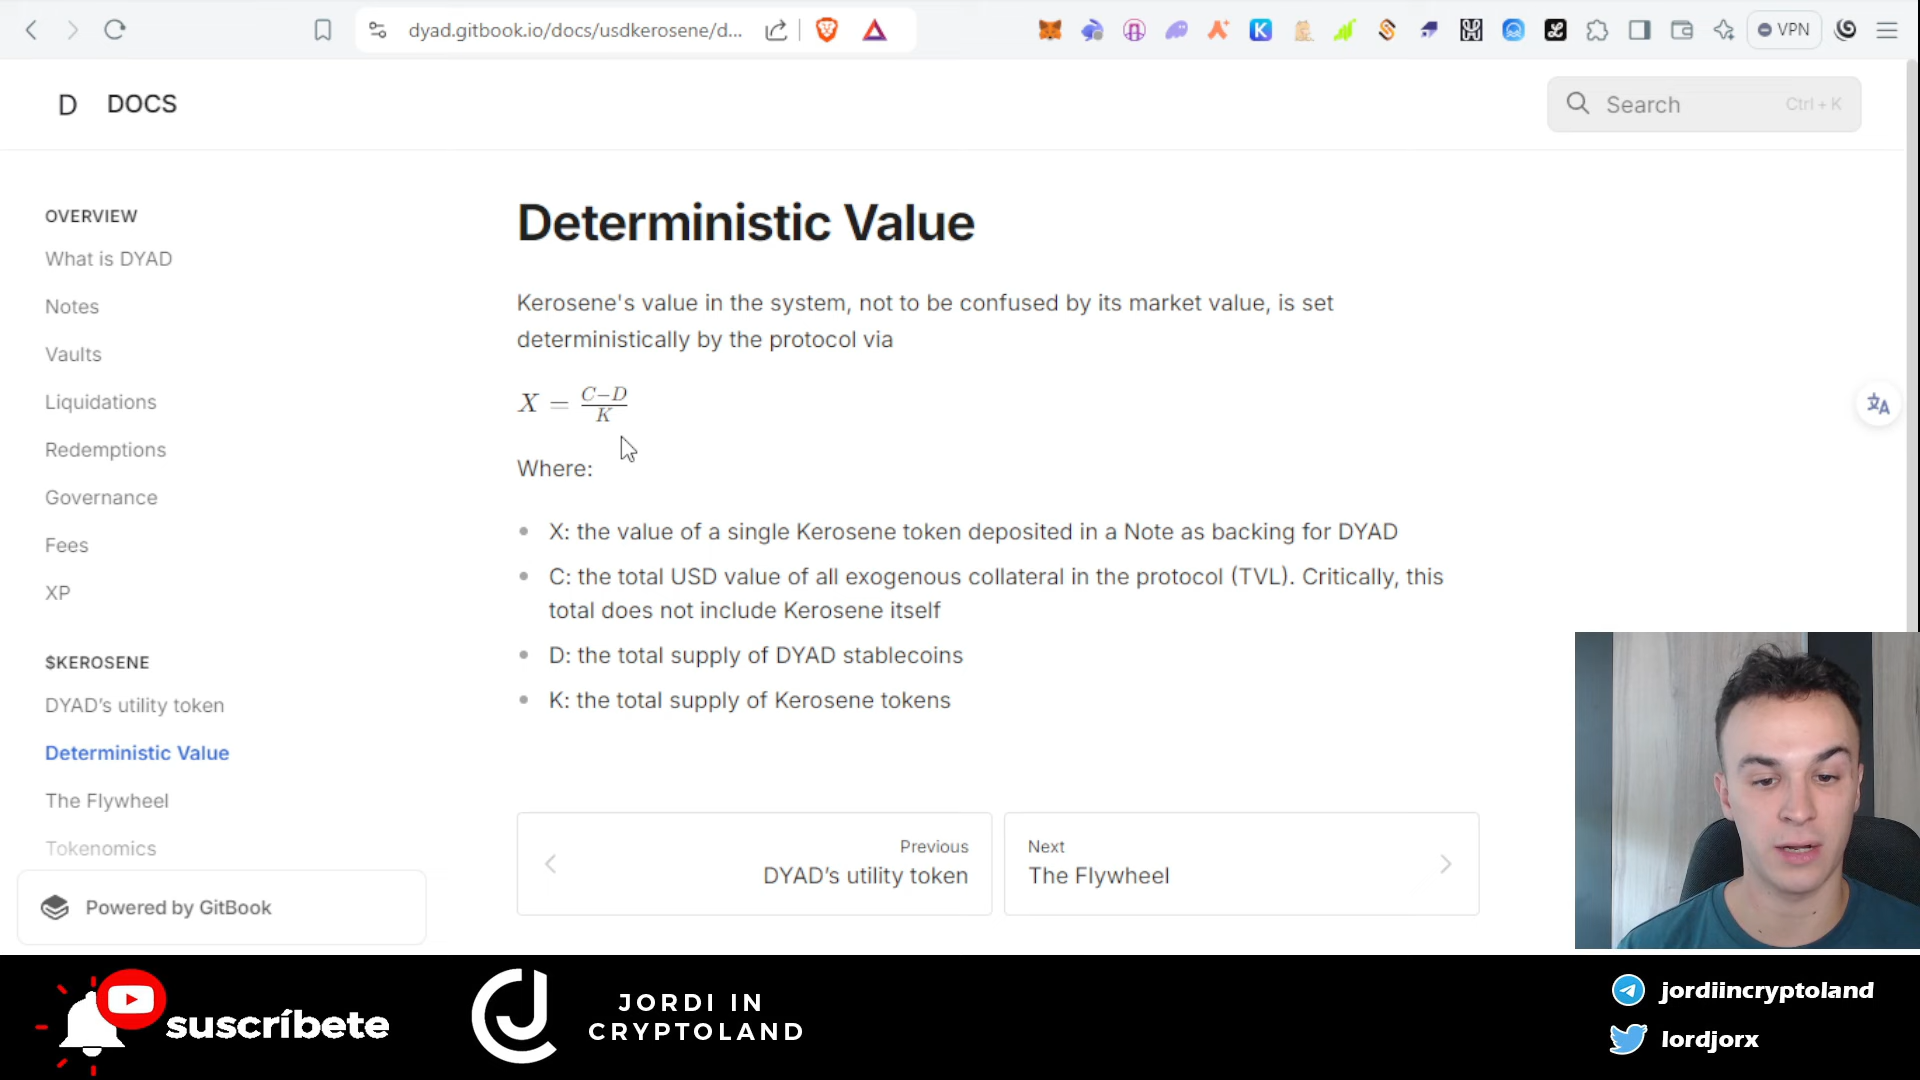 dyad.gitbook.io/docs/usdkerosene/d...
VPN
D DOCS
Search Ctrl + K
OVERVIEW
What is DYAD
Notes
Vaults
Liquidations
Redemptions
Governance
Fees
XP
$KEROSENE
DYAD’s utility token
Deterministic Value
The Flywheel
Tokenomics
Powered by GitBook
Deterministic Value
Kerosene's value in the system, not to be confused by its market value, is set
deterministically by the protocol via
X = C−D / K
Where:
• X: the value of a single Kerosene token deposited in a Note as backing for DYAD
• C: the total USD value of all exogenous collateral in the protocol (TVL). Critically, this
total does not include Kerosene itself
• D: the total supply of DYAD stablecoins
• K: the total supply of Kerosene tokens
Previous
DYAD’s utility token
Next
The Flywheel
suscríbete
JORDI IN
CRYPTOLAND
jordiincryptoland
lordjorx